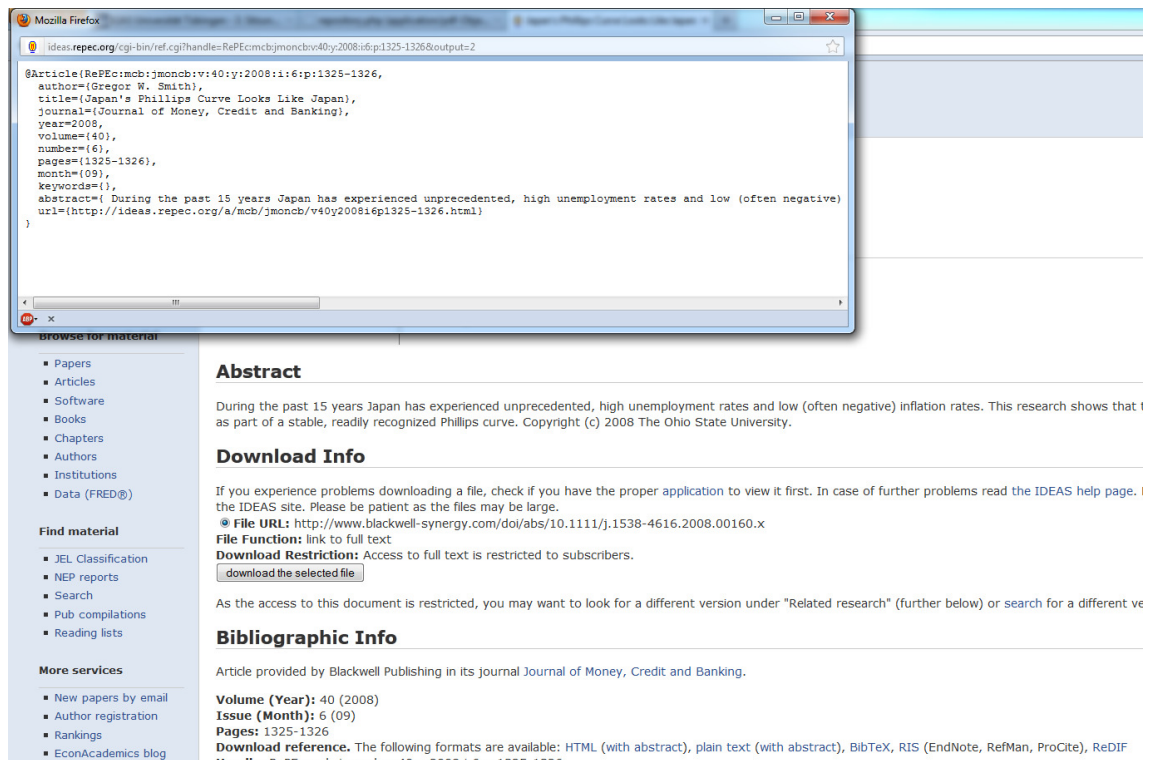 Mozilla Firefox
Japan's Phillips Curve Looks Like Japan
ideas.repec.org/cgi-bin/ref.cgi?handle=RePEc:mcb:jmoncb:v:40:y:2008:i:6:p:1325-1326&output=2
@Article{RePEc:mcb:jmoncb:v:40:y:2008:i:6:p:1325-1326,
author={Gregor W. Smith},
title={Japan's Phillips Curve Looks Like Japan},
journal={Journal of Money, Credit and Banking},
year=2008,
volume={40},
number={6},
pages={1325-1326},
month={09},
keywords={},
abstract={ During the past 15 years Japan has experienced unprecedented, high unemployment rates and low (often negative)
url={http://ideas.repec.org/a/mcb/jmoncb/v40y2008i6p1325-1326.html}
}
ABP
Browse for material
Papers
Articles
Software
Books
Chapters
Authors
Institutions
Data (FRED®)
Find material
JEL Classification
NEP reports
Search
Pub compilations
Reading lists
More services
New papers by email
Author registration
Rankings
EconAcademics blog
Abstract
During the past 15 years Japan has experienced unprecedented, high unemployment rates and low (often negative) inflation rates. This research shows that
as part of a stable, readily recognized Phillips curve. Copyright (c) 2008 The Ohio State University.
Download Info
If you experience problems downloading a file, check if you have the proper application to view it first. In case of further problems read the IDEAS help page.
the IDEAS site. Please be patient as the files may be large.
File URL: http://www.blackwell-synergy.com/doi/abs/10.1111/j.1538-4616.2008.00160.x
File Function: link to full text
Download Restriction: Access to full text is restricted to subscribers.
download the selected file
As the access to this document is restricted, you may want to look for a different version under "Related research" (further below) or search for a different ve
Bibliographic Info
Article provided by Blackwell Publishing in its journal Journal of Money, Credit and Banking.
Volume (Year): 40 (2008)
Issue (Month): 6 (09)
Pages: 1325-1326
Download reference. The following formats are available: HTML (with abstract), plain text (with abstract), BibTeX, RIS (EndNote, RefMan, ProCite), ReDIF